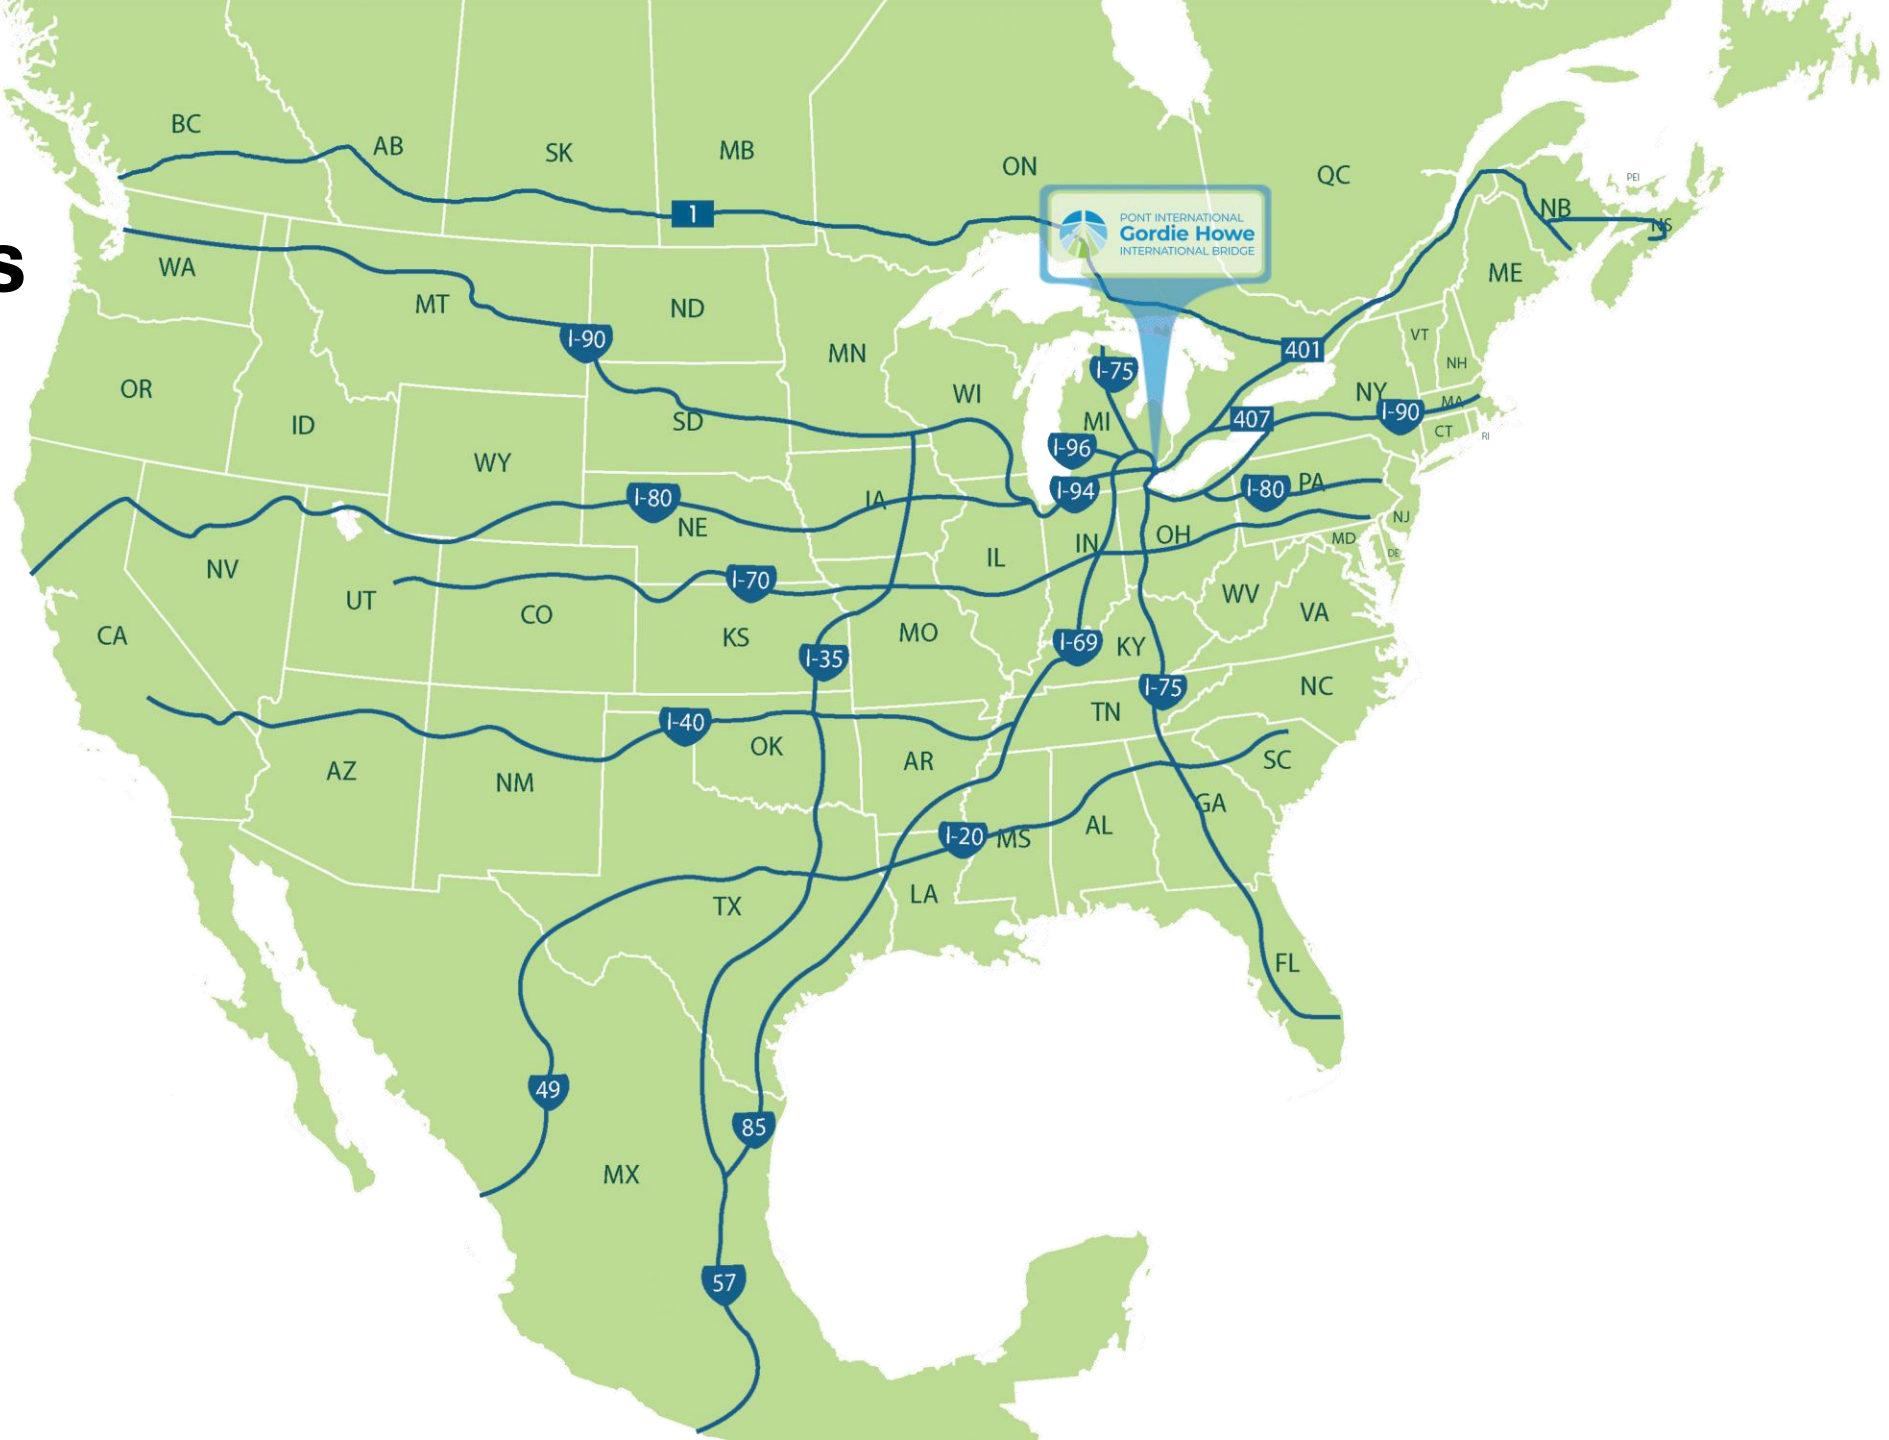 BC
AB
SK
MB
ON
QC
PEI
NB
NS
1
PONT INTERNATIONAL
Gordie Howe
INTERNATIONAL BRIDGE
s
WA
MT
ND
ME
I-90
MN
401
VT
NH
I-75
OR
ID
SD
WI
MI
NY
MA
I-90
407
CT
RI
WY
I-96
I-94
I-80
PA
I-80
IA
NE
NJ
NV
IL
IN
OH
MD
DE
UT
I-70
CO
WV
VA
CA
KS
MO
I-69
KY
I-35
I-75
NC
TN
I-40
OK
AR
SC
AZ
NM
GA
I-20
MS
AL
TX
LA
FL
49
85
MX
57